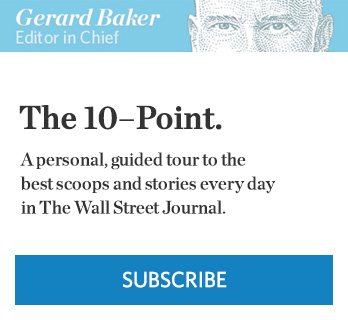 Gerard Baker
Editor in Chief
The 10–Point.
A personal, guided tour to the
best scoops and stories every day
in The Wall Street Journal.
SUBSCRIBE